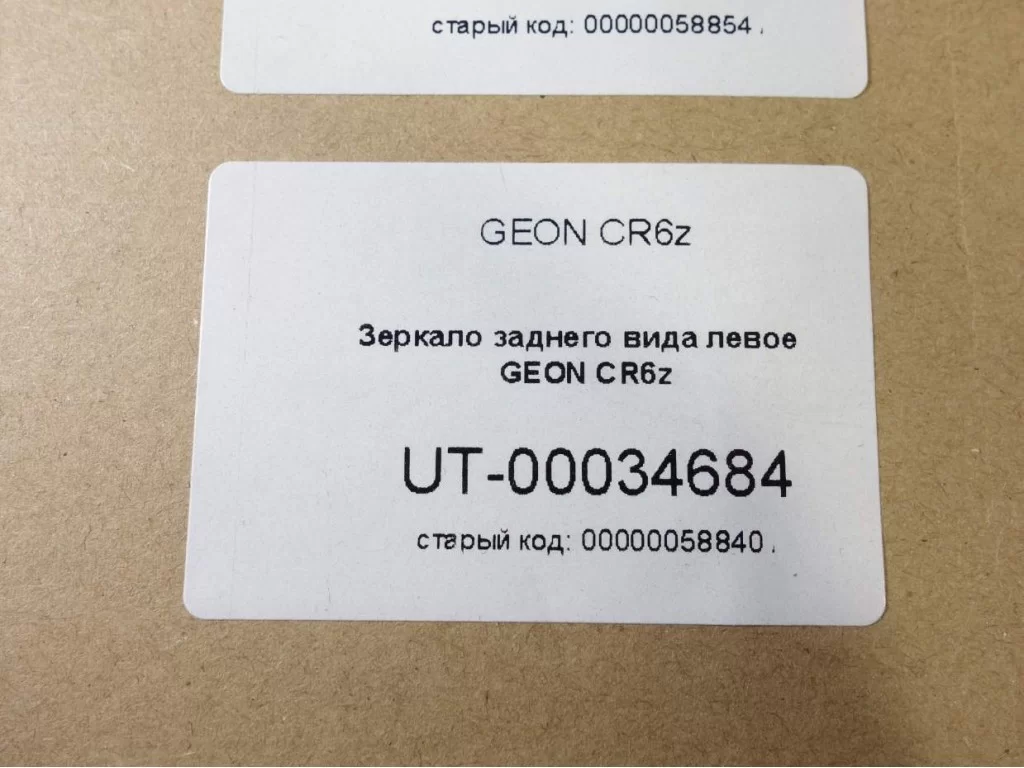 старый код: 00000058854 .
GEON CR6z
Зеркало заднего вида левое
GEON CR6z
UT-00034684
старый код: 00000058840 .